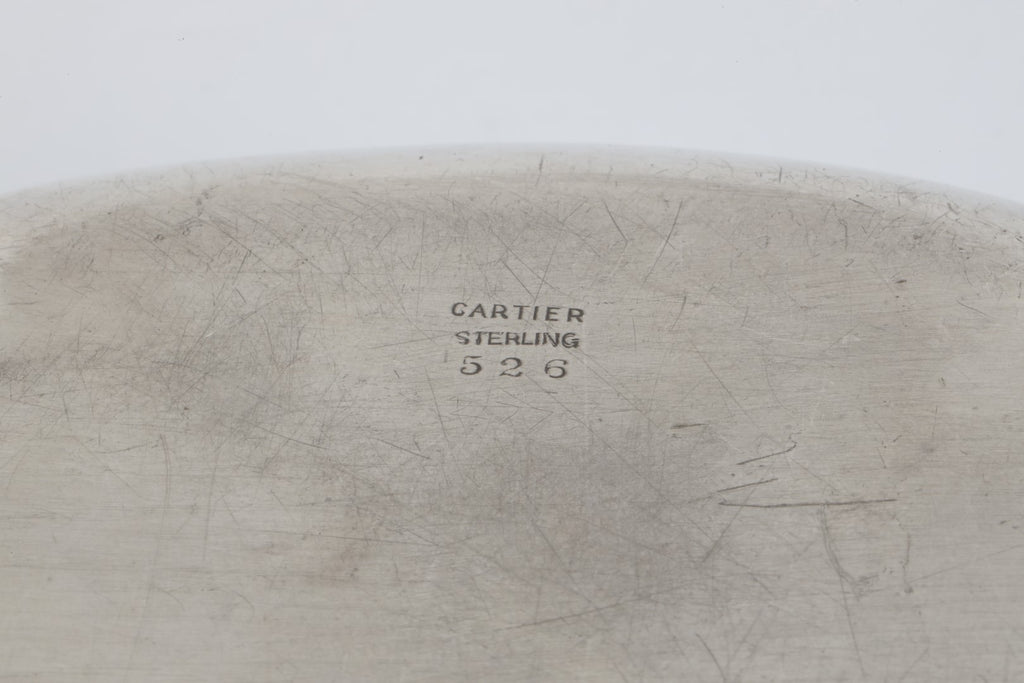 CARTIER
STERLING
526